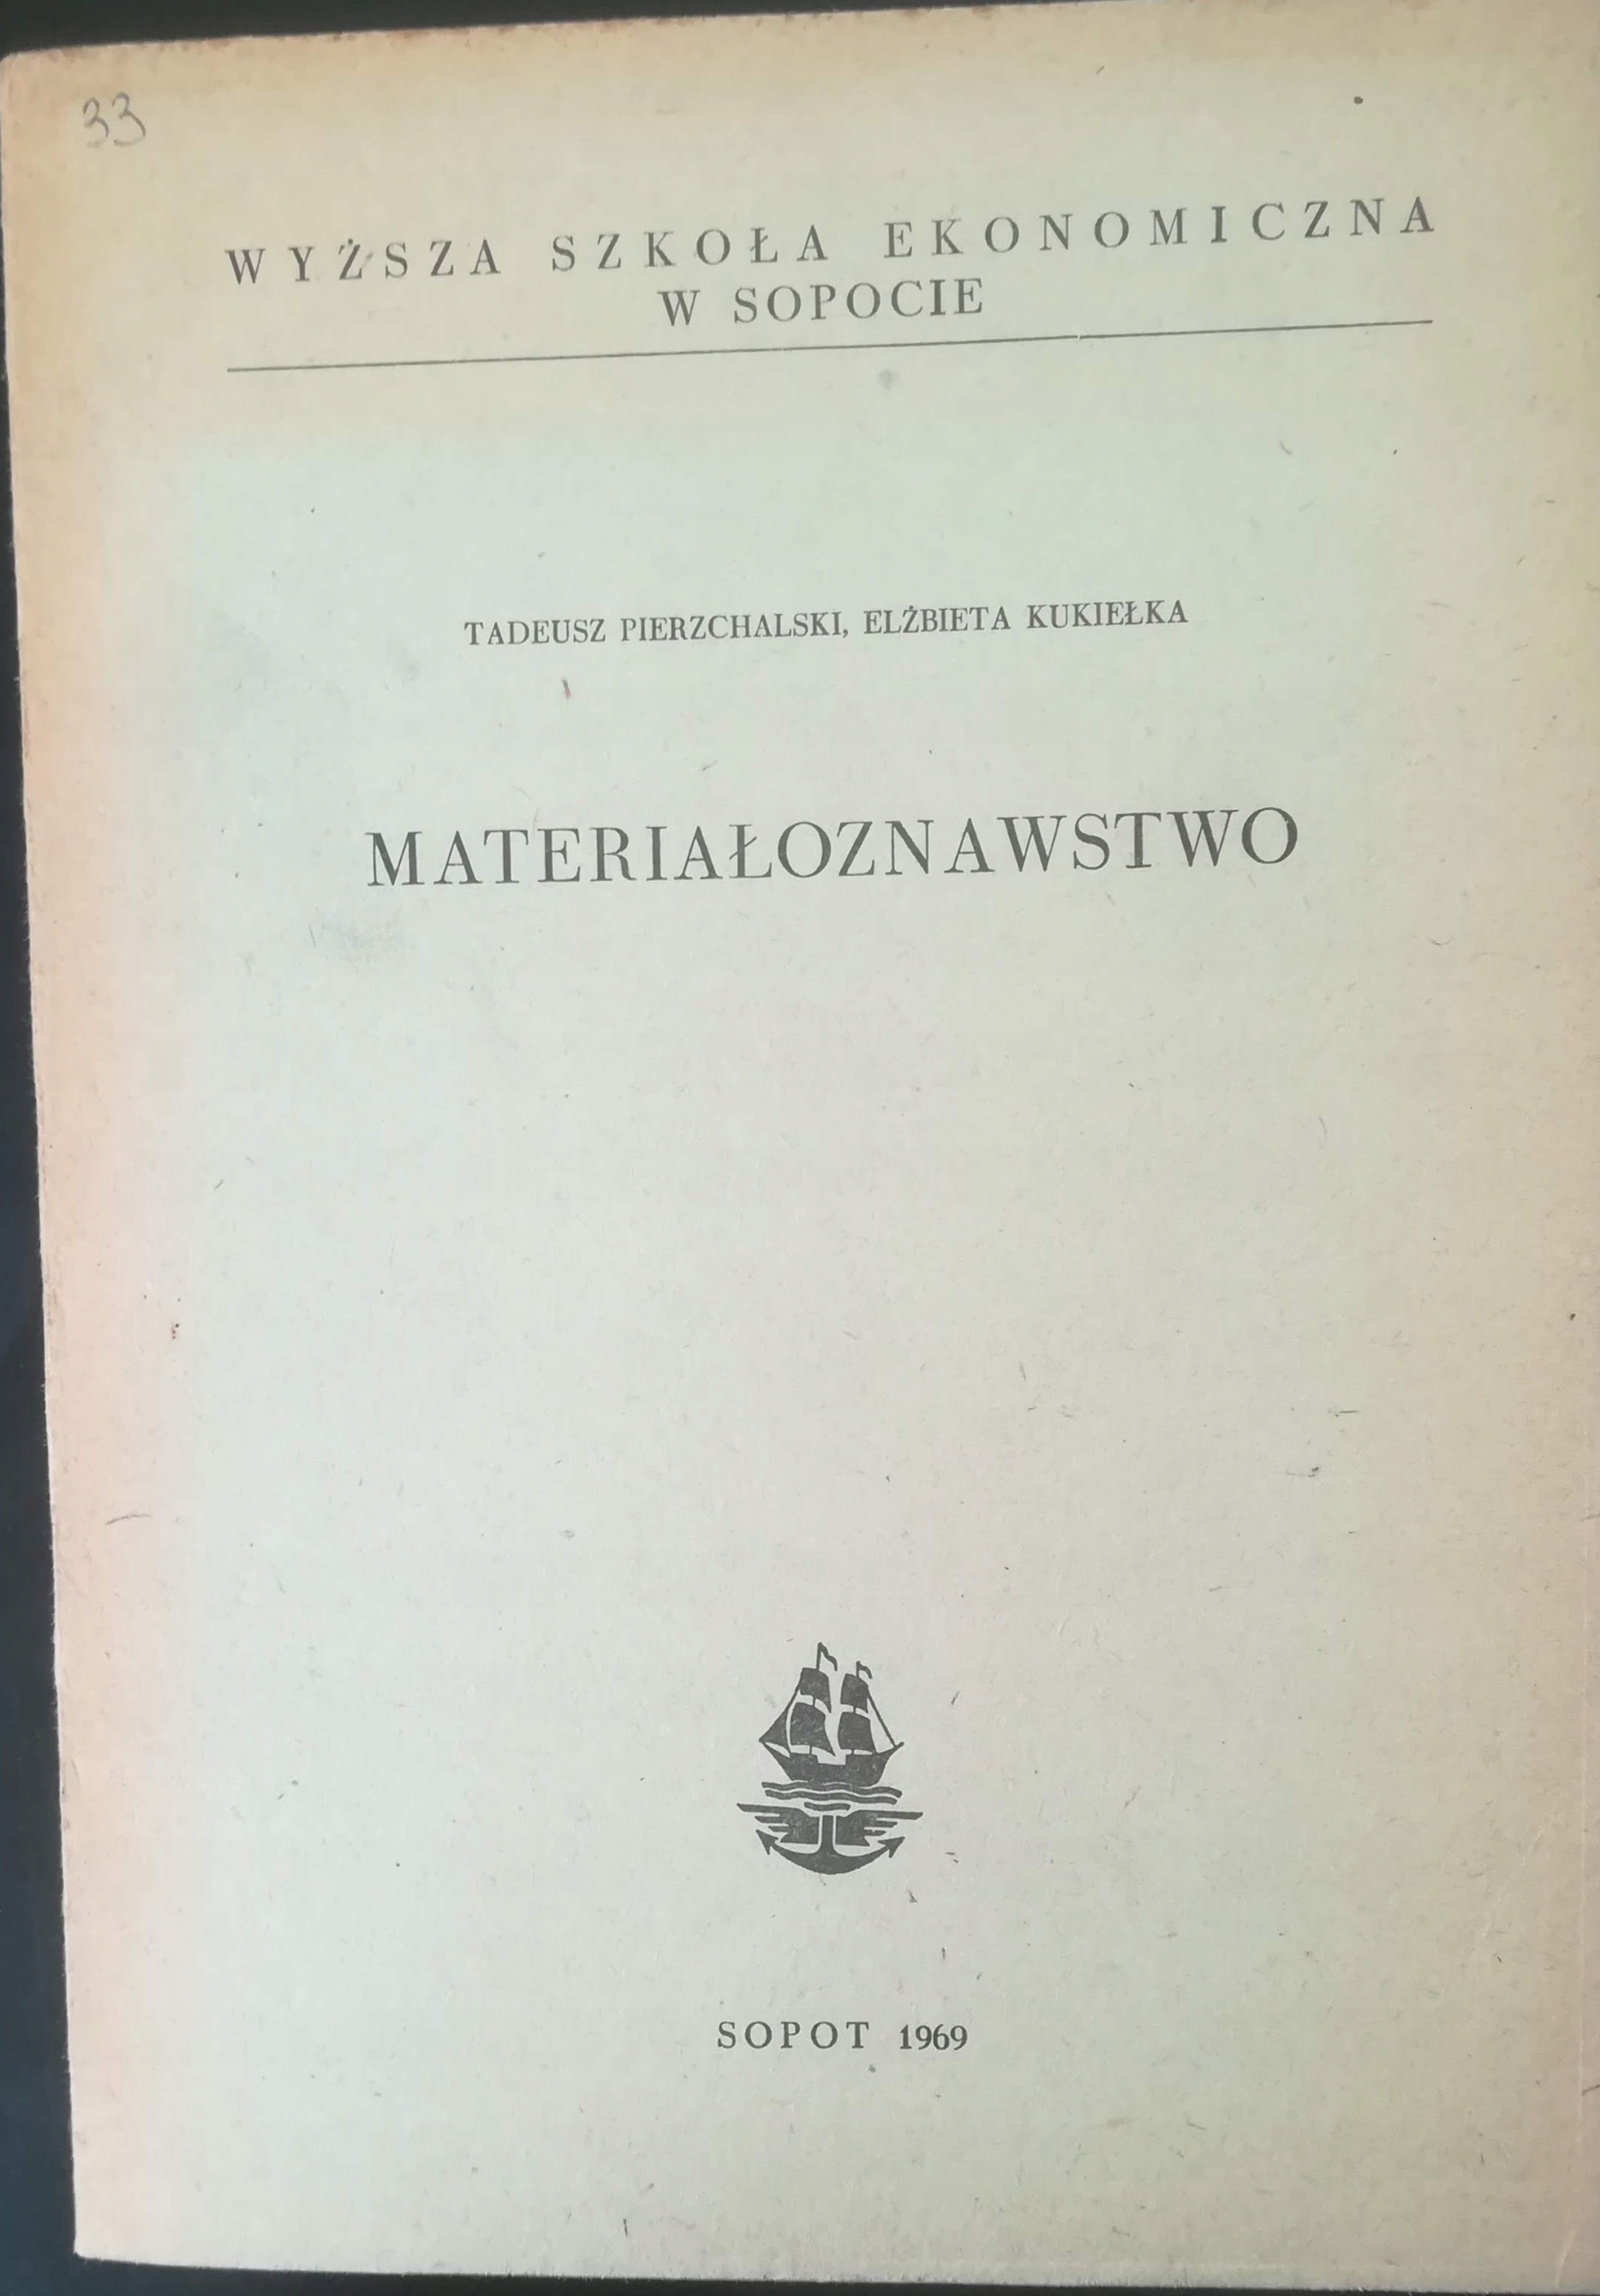 33
WYŻSZA SZKOŁA EKONOMICZNA
W SOPOCIE
TADEUSZ PIERZCHALSKI, ELŻBIETA KUKIEŁKA
MATERIAŁOZNAWSTWO
SOPOT 1969